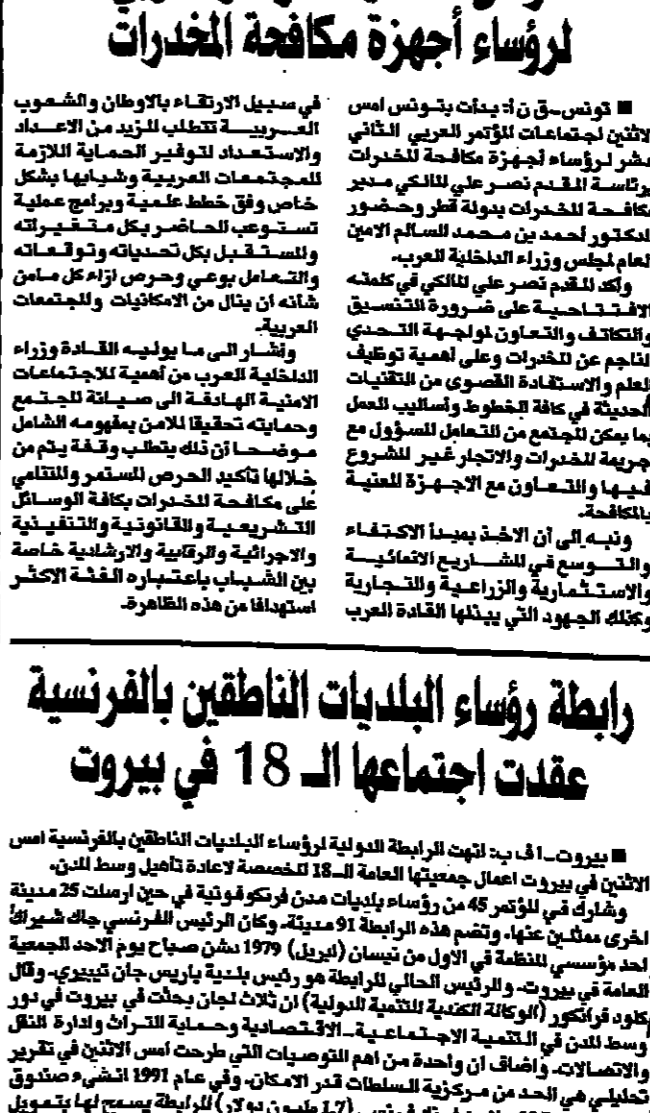 لرؤساء أجهزة مكافحة المخدرات
■ تونس-ق ن أ: بدأت بتونس امس
الاثنين اجتماعات المؤتمر العربي الثاني
عشر لرؤساء أجهزة مكافحة المخدرات
برئاسة المقدم نصر علي المالكي مدير
مكافحة المخدرات بدولة قطر وحضور
الدكتور أحمد بن محمد السالم الامين
العام لمجلس وزراء الداخلية العرب.
وأكد المقدم نصر علي المالكي في كلمته
الافتتاحية على ضرورة التنسيق
والتكاتف والتعاون لمواجهة التحدي
الناجم عن المخدرات وعلى أهمية توظيف
العلم والاستفادة القصوى من التقنيات
الحديثة في كافة الخطوط وأساليب العمل
بما يمكن المجتمع من التعامل المسؤول مع
جريمة المخدرات والاتجار غير المشروع
فيها والتعاون مع الاجهزة المعنية
بالمكافحة.
ونبه إلى أن الاخذ بمبدأ الاكتفاء
والتوسع في المشاريع الانمائية
والاستثمارية والزراعية والتجارية
وكذلك الجهود التي يبذلها القادة العرب
في سبيل الارتقاء بالاوطان والشعوب
العربية تتطلب المزيد من الاعداد
والاستعداد لتوفير الحماية اللازمة
للمجتمعات العربية وشبابها بشكل
خاص وفق خطط علمية وبرامج عملية
تستوعب الحاضر بكل متغيراته
والمستقبل بكل تحدياته وتوقعاته
والتعامل بوعي وحرص ازاء كل ما من
شأنه أن ينال من الامكانيات والمجتمعات
العربية.
وأشار الى ما يوليه القادة وزراء
الداخلية العرب من أهمية للاجتماعات
الامنية الهادفة الى صيانة المجتمع
وحمايته تحقيقا للامن بمفهومه الشامل
موضحا أن ذلك يتطلب وقفة يتم من
خلالها تأكيد الحرص المستمر والمتنامي
على مكافحة المخدرات بكافة الوسائل
التشريعية والقانونية والتنفيذية
والاجرائية والرقابية والارشادية خاصة
بين الشباب باعتباره الفئة الاكثر
استهدافا من هذه الظاهرة.
رابطة رؤساء البلديات الناطقين بالفرنسية
عقدت اجتماعها الـ 18 في بيروت
■ بيروت-اف ب: انهت الرابطة الدولية لرؤساء البلديات الناطقين بالفرنسية امس
الاثنين في بيروت اعمال جمعيتها العامة الـ18 المخصصة لاعادة تأهيل وسط المدن.
وشارك في المؤتمر 45 من رؤساء بلديات مدن فرنكوفونية في حين ارسلت 25 مدينة
اخرى ممثلين عنها. وتضم هذه الرابطة 91 مدينة. وكان الرئيس الفرنسي جاك شيراك
احد مؤسسي المنظمة في الاول من نيسان (ابريل) 1979 دشن صباح يوم الاحد الجمعية
العامة في بيروت. والرئيس الحالي للرابطة هو رئيس بلدية باريس جان تيبيري. وقال
كلود قرانكور (الوكالة الكندية للتنمية الدولية) ان ثلاث لجان بحثت في بيروت في دور
وسط المدن في التنمية الاجتماعية-الاقتصادية وحماية التراث وادارة النقل
والاتصالات. واضاف ان واحدة من اهم التوصيات التي طرحت امس الاثنين في تقرير
تحليلي هي الحد من مركزية السلطات قدر الامكان. وفي عام 1991 انشيء صندوق
(1,7 مليون دولار) للرابطة يسمح لها بتمويل